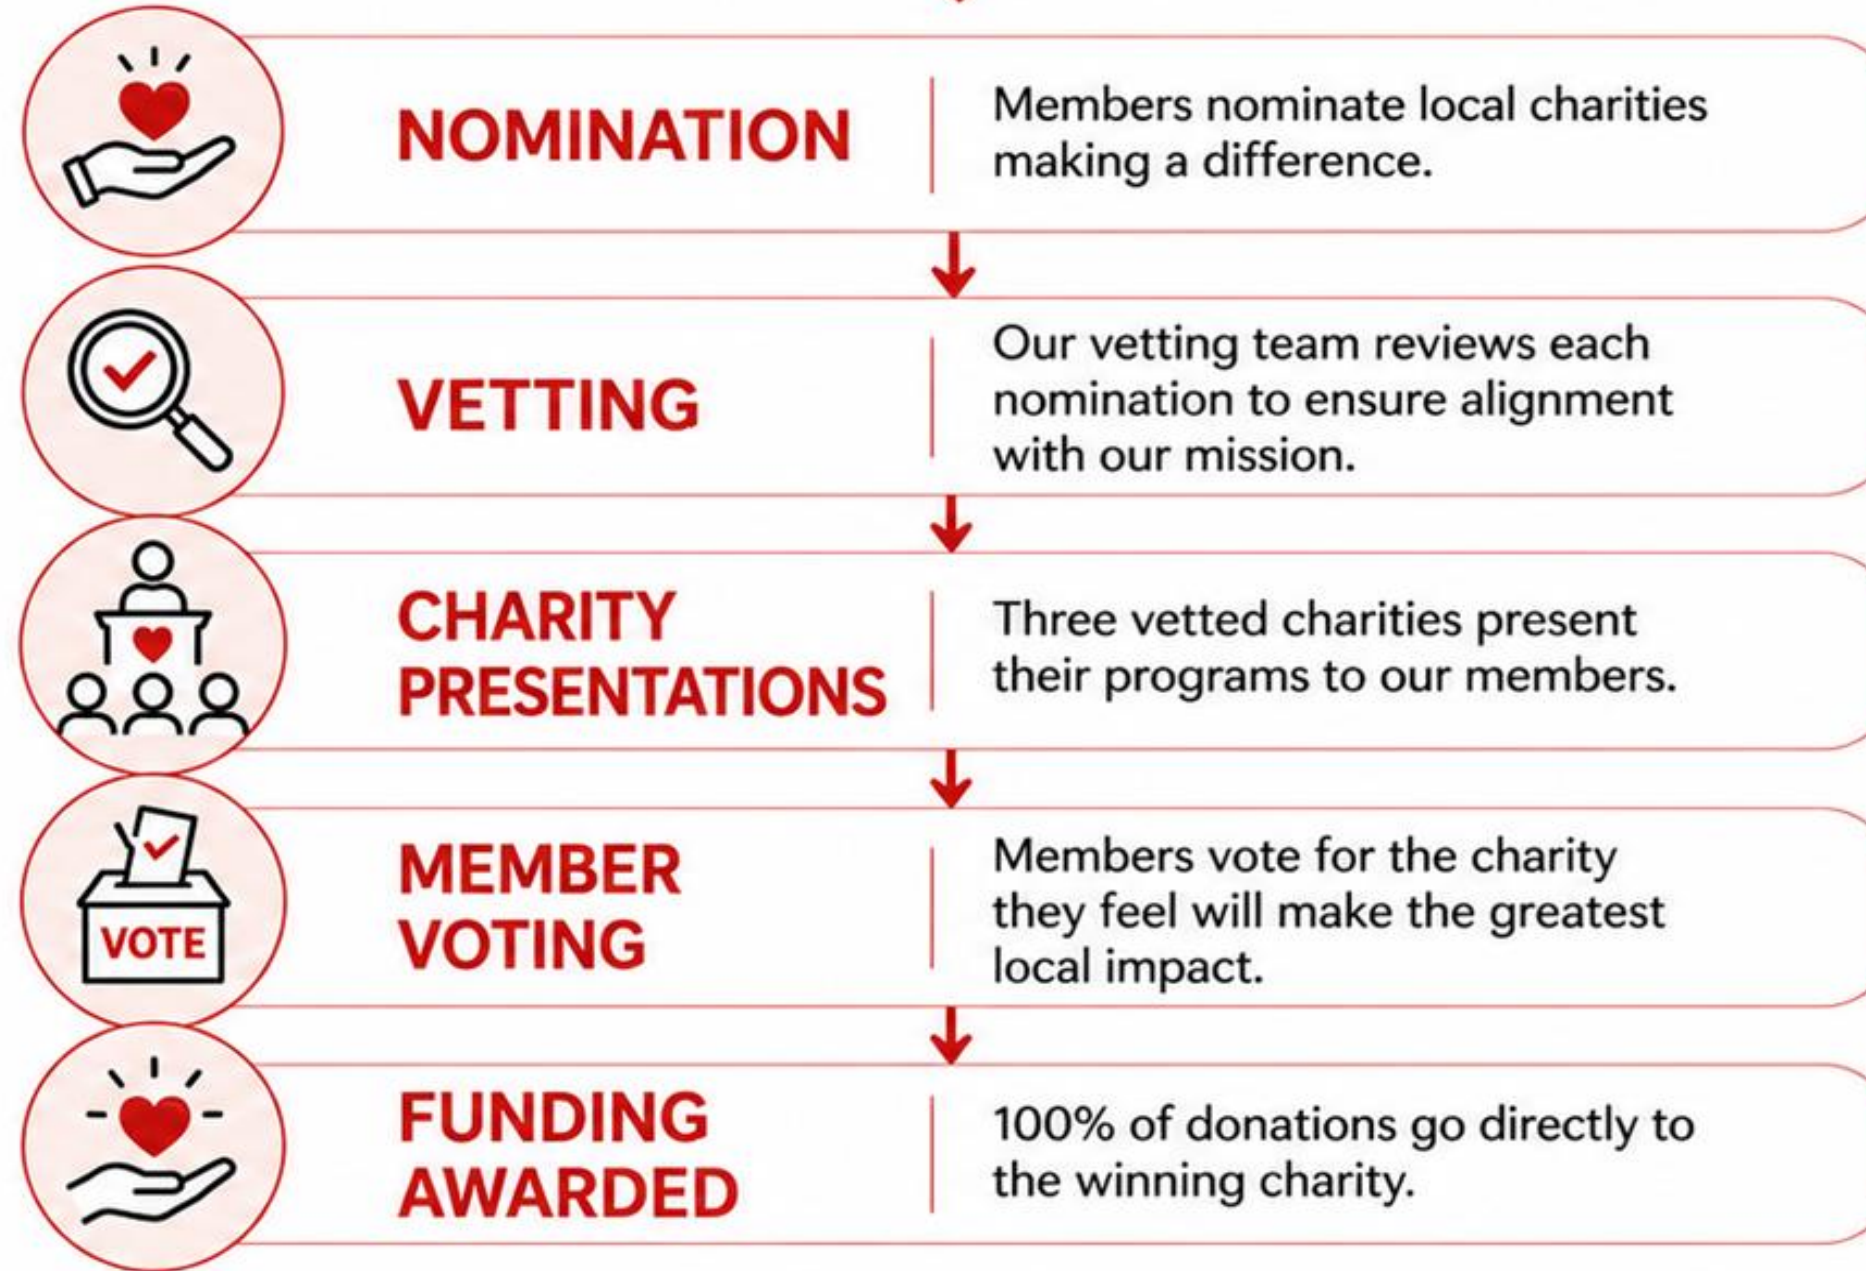 NOMINATION
Members nominate local charities
making a difference.
VETTING
Our vetting team reviews each
nomination to ensure alignment
with our mission.
CHARITY
PRESENTATIONS
Three vetted charities present
their programs to our members.
VOTE
MEMBER
VOTING
Members vote for the charity
they feel will make the greatest
local impact.
FUNDING
AWARDED
100% of donations go directly to
the winning charity.